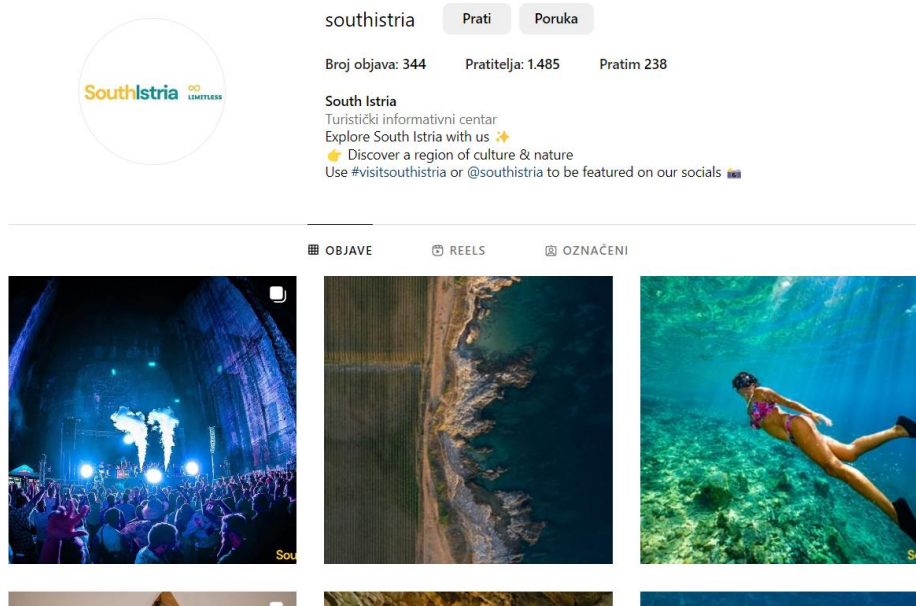 southistria Prati Poruka
Broj objava: 344 Pratitelja: 1.485 Pratim 238
SouthIstria LIMITLESS
South Istria
Turistički informativni centar
Explore South Istria with us ✨
👉 Discover a region of culture & nature
Use #visitsouthistria or @southistria to be featured on our socials 📸
OBJAVE REELS OZNAČENI
Sou
S